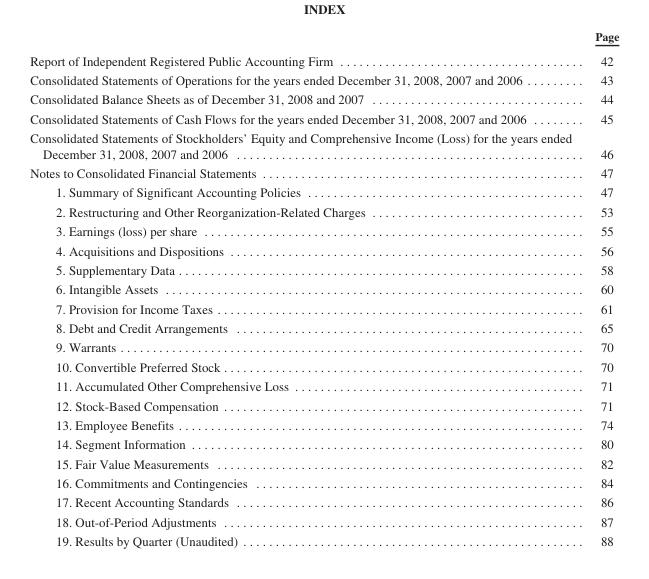 INDEX
Page
Report of Independent Registered Public Accounting Firm ........ 42
Consolidated Statements of Operations for the years ended December 31, 2008, 2007 and 2006 ........ 43
Consolidated Balance Sheets as of December 31, 2008 and 2007 ........ 44
Consolidated Statements of Cash Flows for the years ended December 31, 2008, 2007 and 2006 ........ 45
Consolidated Statements of Stockholders’ Equity and Comprehensive Income (Loss) for the years ended
December 31, 2008, 2007 and 2006 ........ 46
Notes to Consolidated Financial Statements ........ 47
1. Summary of Significant Accounting Policies ........ 47
2. Restructuring and Other Reorganization-Related Charges ........ 53
3. Earnings (loss) per share ........ 55
4. Acquisitions and Dispositions ........ 56
5. Supplementary Data ........ 58
6. Intangible Assets ........ 60
7. Provision for Income Taxes ........ 61
8. Debt and Credit Arrangements ........ 65
9. Warrants ........ 70
10. Convertible Preferred Stock ........ 70
11. Accumulated Other Comprehensive Loss ........ 71
12. Stock-Based Compensation ........ 71
13. Employee Benefits ........ 74
14. Segment Information ........ 80
15. Fair Value Measurements ........ 82
16. Commitments and Contingencies ........ 84
17. Recent Accounting Standards ........ 86
18. Out-of-Period Adjustments ........ 87
19. Results by Quarter (Unaudited) ........ 88